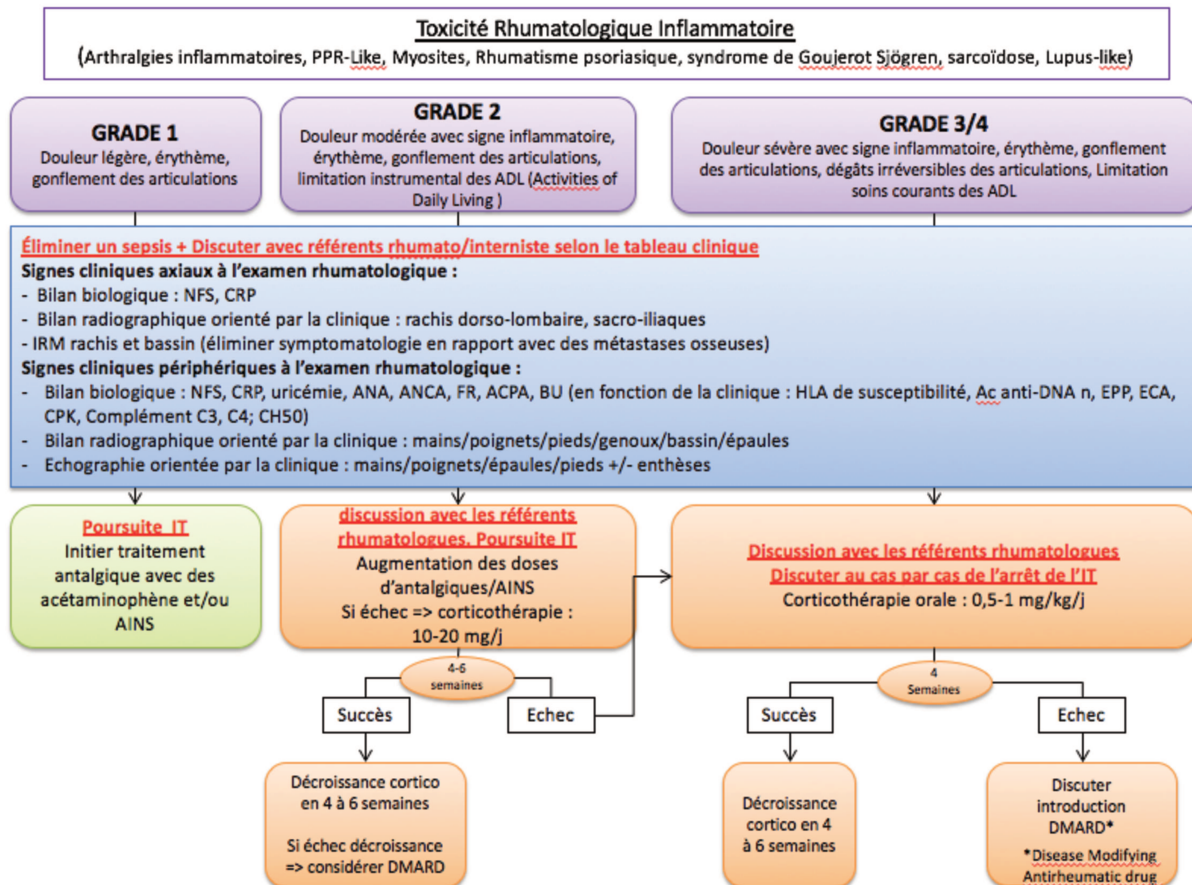 Toxicité Rhumatologique Inflammatoire
(Arthralgies inflammatoires, PPR-Like, Myosites, Rhumatisme psoriasique, syndrome de Goujerot Sjögren, sarcoïdose, Lupus-like)
GRADE 1
Douleur légère, érythème,
gonflement des articulations
GRADE 2
Douleur modérée avec signe inflammatoire,
érythème, gonflement des articulations,
limitation instrumental des ADL (Activities of
Daily Living )
GRADE 3/4
Douleur sévère avec signe inflammatoire, érythème, gonflement
des articulations, dégâts irréversibles des articulations, Limitation
soins courants des ADL
Éliminer un sepsis + Discuter avec référents rhumato/interniste selon le tableau clinique
Signes cliniques axiaux à l’examen rhumatologique :
- Bilan biologique : NFS, CRP
- Bilan radiographique orienté par la clinique : rachis dorso-lombaire, sacro-iliaques
- IRM rachis et bassin (éliminer symptomatologie en rapport avec des métastases osseuses)
Signes cliniques périphériques à l’examen rhumatologique :
- Bilan biologique : NFS, CRP, uricémie, ANA, ANCA, FR, ACPA, BU (en fonction de la clinique : HLA de susceptibilité, Ac anti-DNA n, EPP, ECA,
CPK, Complément C3, C4; CH50)
- Bilan radiographique orienté par la clinique : mains/poignets/pieds/genoux/bassin/épaules
- Echographie orientée par la clinique : mains/poignets/épaules/pieds +/- enthèses
Poursuite IT
Initier traitement
antalgique avec des
acétaminophène et/ou
AINS
discussion avec les référents
rhumatologues. Poursuite IT
Augmentation des doses
d’antalgiques/AINS
Si échec => corticothérapie :
10-20 mg/j
4-6
semaines
Succès
Echec
Décroissance cortico
en 4 à 6 semaines
Si échec décroissance
=> considérer DMARD
Discussion avec les référents rhumatologues
Discuter au cas par cas de l’arrêt de l’IT
Corticothérapie orale : 0,5-1 mg/kg/j
4
Semaines
Succès
Echec
Décroissance
cortico en 4
à 6 semaines
Discuter
introduction
DMARD*
*Disease Modifying
Antirheumatic drug